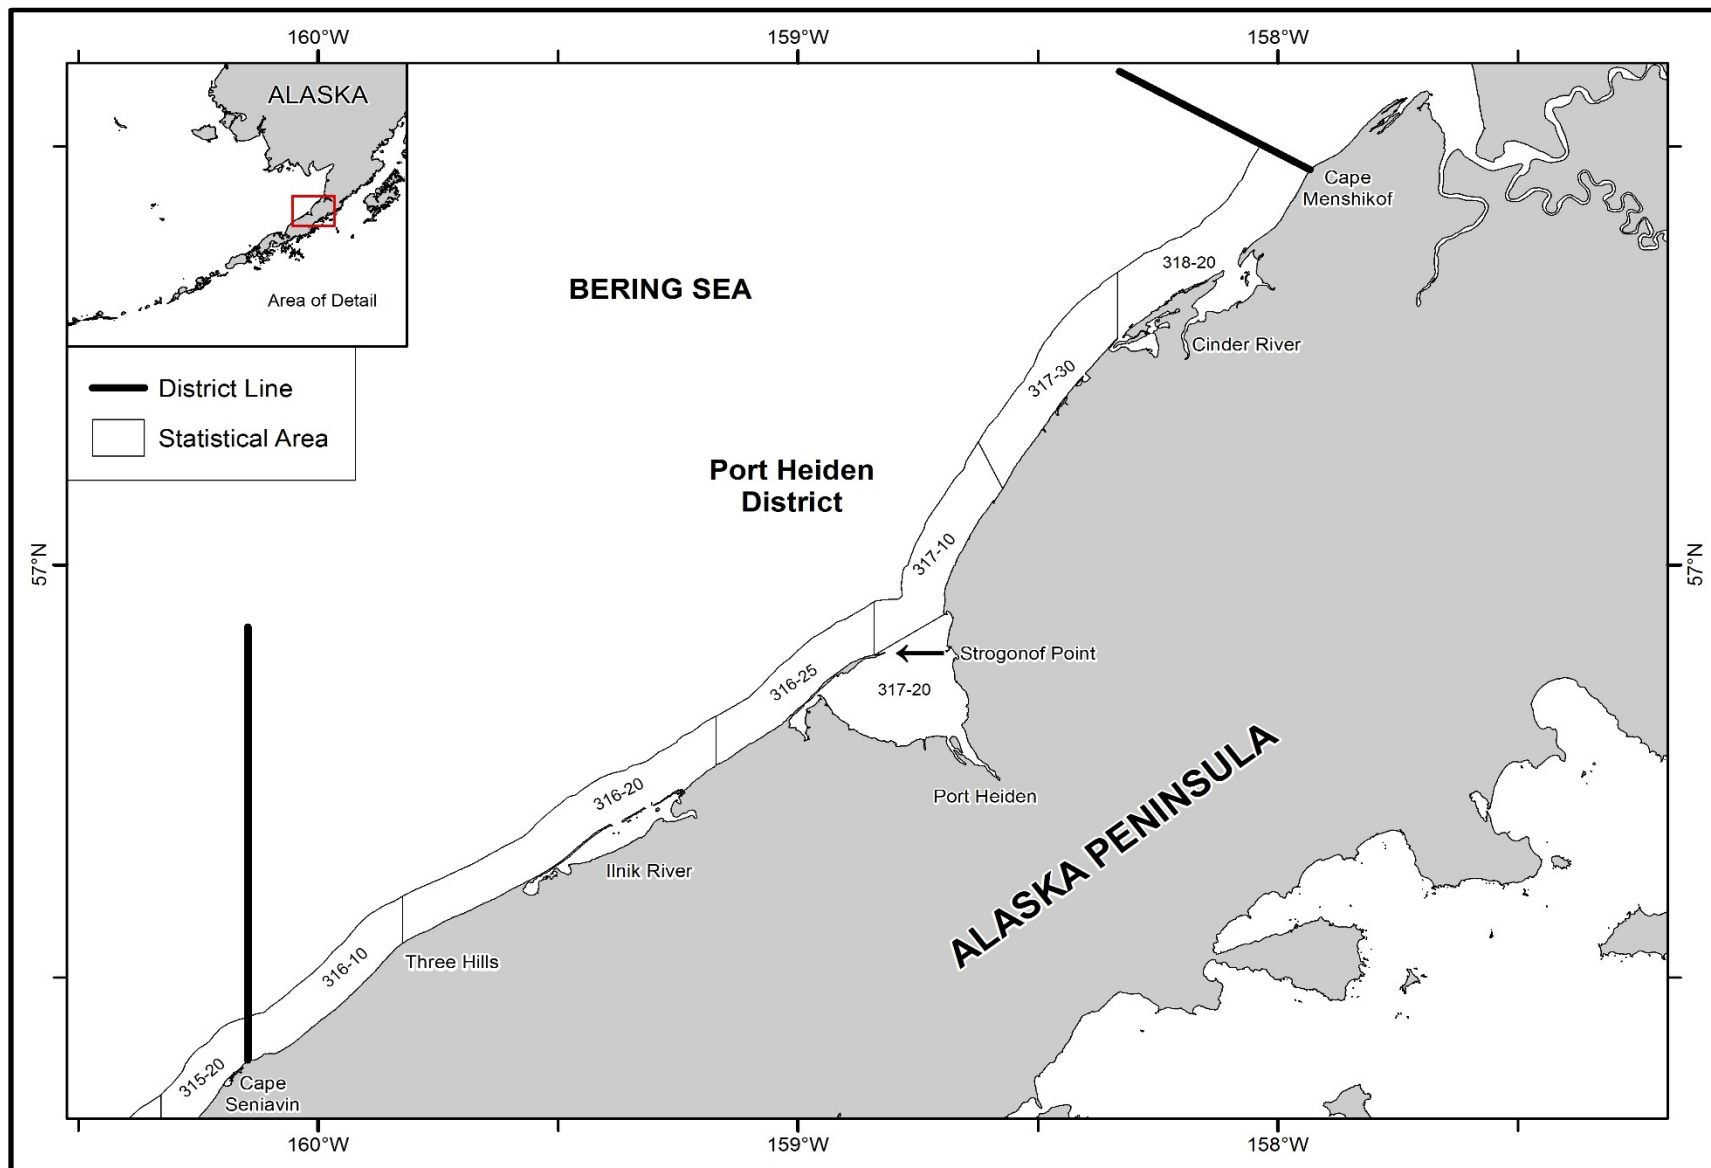 160°W
159°W
158°W
ALASKA
Area of Detail
District Line
Statistical Area
BERING SEA
Port Heiden
District
Cape
Menshikof
318-20
Cinder River
317-30
57°N
57°N
317-10
Strogonof Point
316-25
317-20
Port Heiden
316-20
Ilnik River
ALASKA PENINSULA
Three Hills
316-10
315-20
Cape
Seniavin
160°W
159°W
158°W